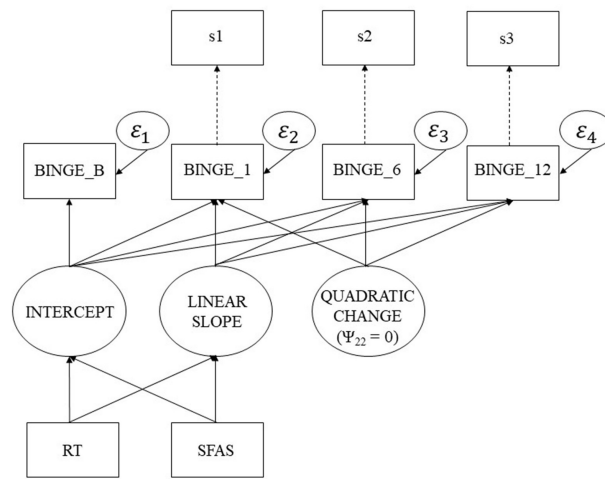 s1
s2
s3
ε₁
ε₂
ε₃
ε₄
BINGE_B
BINGE_1
BINGE_6
BINGE_12
INTERCEPT
LINEAR
SLOPE
QUADRATIC
CHANGE
(Ψ₂₂ = 0)
RT
SFAS